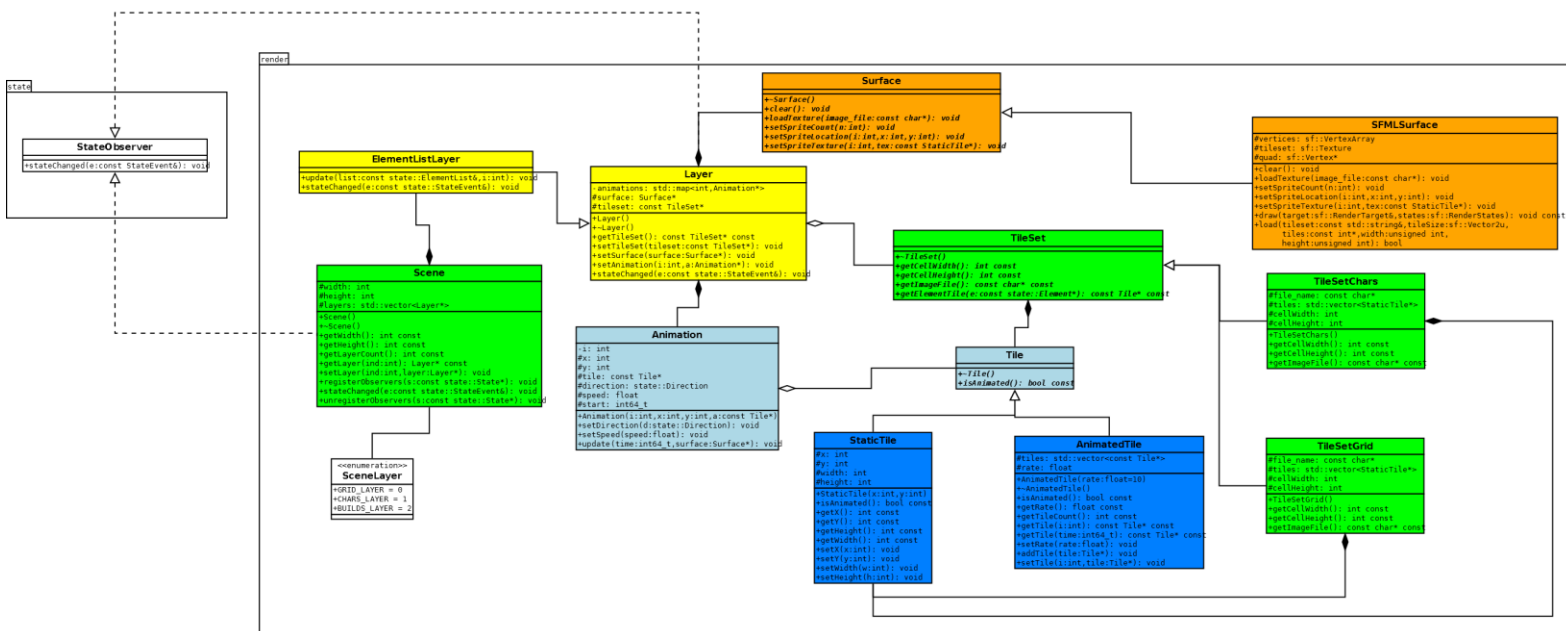 render
state
StateObserver
+stateChanged(e:const StateEvent&): void
Surface
+~Surface()
+clear(): void
+loadTexture(image_file:const char*): void
+setSpriteCount(n:int): void
+setSpriteLocation(i:int,x:int,y:int): void
+setSpriteTexture(i:int,tex:const StaticTile*): void
SFMLSurface
#vertices: sf::VertexArray
#tileset: sf::Texture
#quad: sf::Vertex*
+clear(): void
+loadTexture(image_file:const char*): void
+setSpriteCount(n:int): void
+setSpriteLocation(i:int,x:int,y:int): void
+setSpriteTexture(i:int,tex:const StaticTile*): void
+draw(target:sf::RenderTarget&,states:sf::RenderStates): void const
+load(tileset:const std::string&,tileSize:sf::Vector2u,
tiles:const int*,width:unsigned int,
height:unsigned int): bool
ElementListLayer
+update(list:const state::ElementList&,i:int): void
+stateChanged(e:const state::StateEvent&): void
Layer
-animations: std::map<int,Animation*>
#surface: Surface*
#tileset: const TileSet*
+Layer()
+~Layer()
+getTileSet(): const TileSet* const
+setTileSet(tileset:const TileSet*): void
+setSurface(surface:Surface*): void
+setAnimation(i:int,a:Animation*): void
+stateChanged(e:const state::StateEvent&): void
TileSet
+~TileSet()
+getCellWidth(): int const
+getCellHeight(): int const
+getImageFile(): const char* const
+getElementTile(e:const state::Element*): const Tile* const
Scene
#width: int
#height: int
#layers: std::vector<Layer*>
+Scene()
+~Scene()
+getWidth(): int const
+getHeight(): int const
+getLayerCount(): int const
+getLayer(ind:int): Layer* const
+setLayer(ind:int,layer:Layer*): void
+registerObservers(s:const state::State*): void
+stateChanged(e:const state::StateEvent&): void
+unregisterObservers(s:const state::State*): void
TileSetChars
#file_name: const char*
#tiles: std::vector<StaticTile*>
#cellWidth: int
#cellHeight: int
+TileSetChars()
+getCellWidth(): int const
+getCellHeight(): int const
+getImageFile(): const char* const
Animation
-i: int
#x: int
#y: int
#tile: const Tile*
#direction: state::Direction
#speed: float
#start: int64_t
+Animation(i:int,x:int,y:int,a:const Tile*)
+setDirection(d:state::Direction): void
+setSpeed(speed:float): void
+update(time:int64_t,surface:Surface*): void
Tile
+~Tile()
+isAnimated(): bool const
StaticTile
#x: int
#y: int
#width: int
#height: int
+StaticTile(x:int,y:int)
+isAnimated(): bool const
+getX(): int const
+getY(): int const
+getHeight(): int const
+getWidth(): int const
+setX(x:int): void
+setY(y:int): void
+setWidth(w:int): void
+setHeight(h:int): void
AnimatedTile
#tiles: std::vector<const Tile*>
#rate: float
+AnimatedTile(rate:float=10)
+~AnimatedTile()
+isAnimated(): bool const
+getRate(): float const
+getTileCount(): int const
+getTile(i:int): const Tile* const
+getTile(time:int64_t): const Tile* const
+setRate(rate:float): void
+addTile(tile:Tile*): void
+setTile(i:int,tile:Tile*): void
TileSetGrid
#file_name: const char*
#tiles: std::vector<StaticTile*>
#cellWidth: int
#cellHeight: int
+TileSetGrid()
+getCellWidth(): int const
+getCellHeight(): int const
+getImageFile(): const char* const
<<enumeration>>
SceneLayer
+GRID_LAYER = 0
+CHARS_LAYER = 1
+BUILDS_LAYER = 2